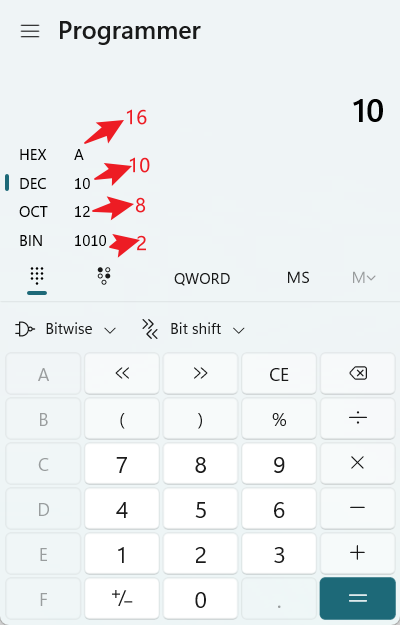 Programmer
10
16
HEX A
10
DEC 10
8
OCT 12
2
BIN 1010
QWORD MS M
Bitwise Bit shift
A << >> CE
B ( ) % ÷
C 7 8 9 ×
D 4 5 6 −
E 1 2 3 +
F +/− 0 . =